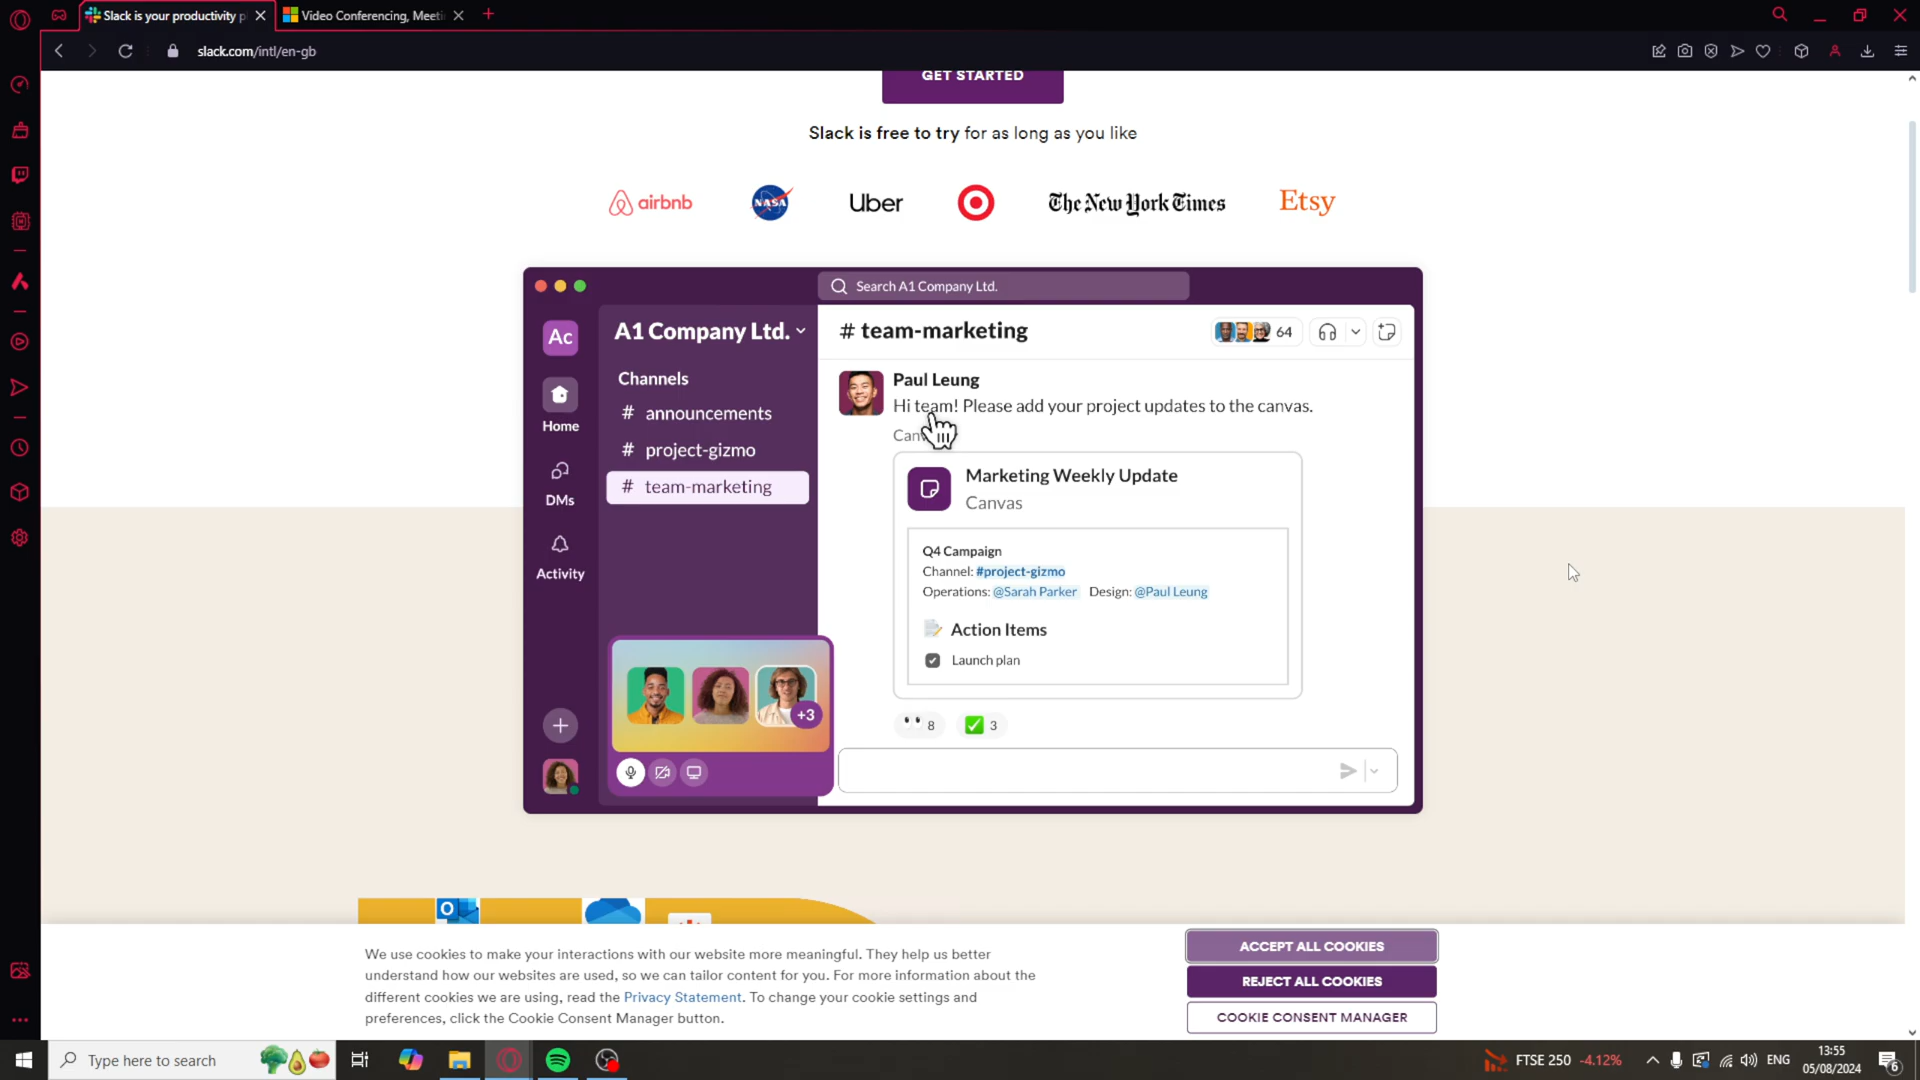 Slack is your productivity p
Video Conferencing, Meeti
slack.com/intl/en-gb
GET STARTED
Slack is free to try for as long as you like
airbnb
NASA
Uber
The New York Times
Etsy
Search A1 Company Ltd.
Ac
A1 Company Ltd.
# team-marketing
64
Channels
# announcements
# project-gizmo
# team-marketing
Home
DMs
Activity
Paul Leung
Hi team! Please add your project updates to the canvas.
Marketing Weekly Update
Canvas
Q4 Campaign
Channel: #project-gizmo
Operations: @Sarah Parker Design: @Paul Leung
Action Items
Launch plan
+3
8
3
We use cookies to make your interactions with our website more meaningful. They help us better
understand how our websites are used, so we can tailor content for you. For more information about the
different cookies we are using, read the Privacy Statement. To change your cookie settings and
preferences, click the Cookie Consent Manager button.
ACCEPT ALL COOKIES
REJECT ALL COOKIES
COOKIE CONSENT MANAGER
Type here to search
FTSE 250 -4.12%
ENG
13:55
05/08/2024
6